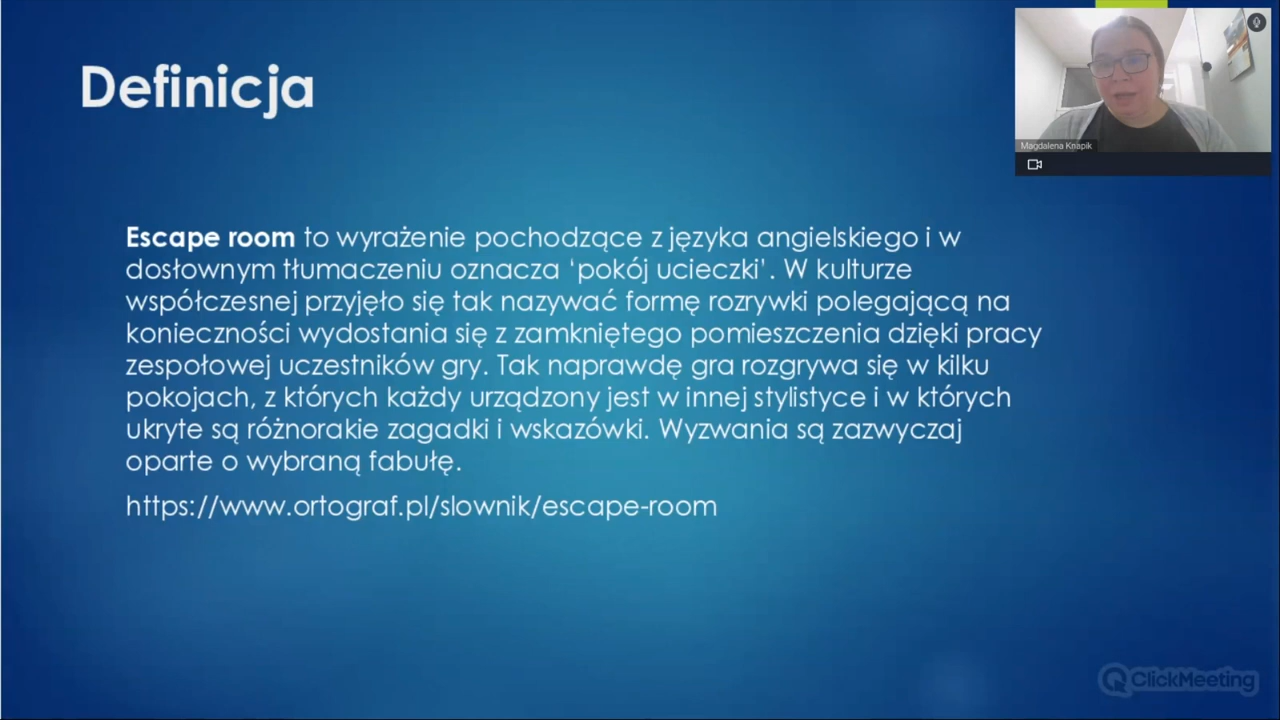 Definicja
Magdalena Knapik
Escape room to wyrażenie pochodzące z języka angielskiego i w
dosłownym tłumaczeniu oznacza ‘pokój ucieczki’. W kulturze
współczesnej przyjęło się tak nazywać formę rozrywki polegającą na
konieczności wydostania się z zamkniętego pomieszczenia dzięki pracy
zespołowej uczestników gry. Tak naprawdę gra rozgrywa się w kilku
pokojach, z których każdy urządzony jest w innej stylistyce i w których
ukryte są różnorakie zagadki i wskazówki. Wyzwania są zazwyczaj
oparte o wybraną fabułę.
https://www.ortograf.pl/slownik/escape-room
ClickMeeting